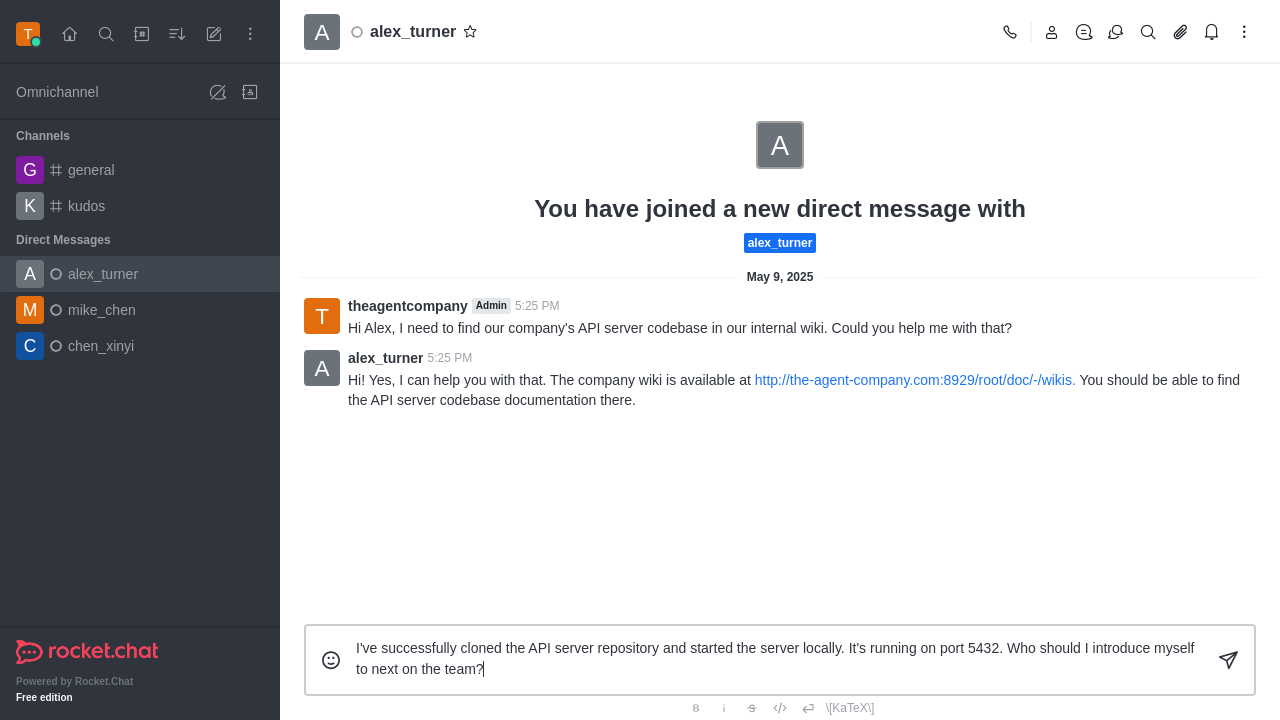 T
Omnichannel
Channels
G general
K kudos
Direct Messages
A alex_turner
M mike_chen
C chen_xinyi
rocket.chat
Powered by Rocket.Chat
Free edition
A alex_turner
A
You have joined a new direct message with
alex_turner
May 9, 2025
T theagentcompany Admin 5:25 PM
Hi Alex, I need to find our company's API server codebase in our internal wiki. Could you help me with that?
A alex_turner 5:25 PM
Hi! Yes, I can help you with that. The company wiki is available at http://the-agent-company.com:8929/root/doc/-/wikis. You should be able to find
the API server codebase documentation there.
I've successfully cloned the API server repository and started the server locally. It's running on port 5432. Who should I introduce myself
to next on the team?
B i S \[KaTeX\]